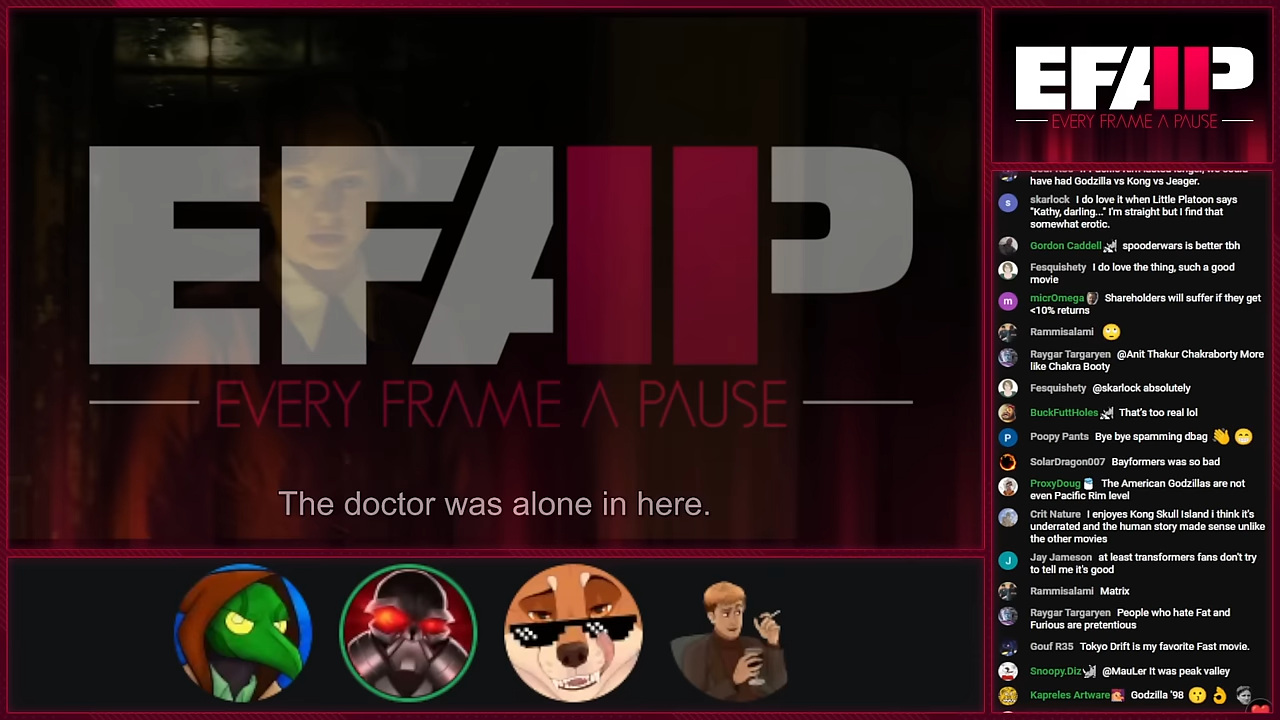 EFAP
EVERY FRAME A PAUSE
The doctor was alone in here.
EFAP
EVERY FRAME A PAUSE
have had Godzilla vs Kong vs Jeager.
skarlock I do love it when Little Platoon says
"Kathy, darling..." I'm straight but I find that
somewhat erotic.
Gordon Caddell spooderwars is better tbh
Fesquishety I do love the thing, such a good
movie
micrOmega Shareholders will suffer if they get
<10% returns
Rammisalami 🙄
Raygar Targaryen @Anit Thakur Chakraborty More
like Chakra Booty
Fesquishety @skarlock absolutely
BuckFuttHoles That's too real lol
Poopy Pants Bye bye spamming dbag 👋 😁
SolarDragon007 Bayformers was so bad
ProxyDoug The American Godzillas are not
even Pacific Rim level
Crit Nature I enjoyes Kong Skull Island i think it's
underrated and the human story made sense unlike
the other movies
Jay Jameson at least transformers fans don't try
to tell me it's good
Rammisalami Matrix
Raygar Targaryen People who hate Fat and
Furious are pretentious
Gouf R35 Tokyo Drift is my favorite Fast movie.
Snoopy.Diz @MauLer It was peak valley
Kapreles Artware Godzilla '98 😗 👌